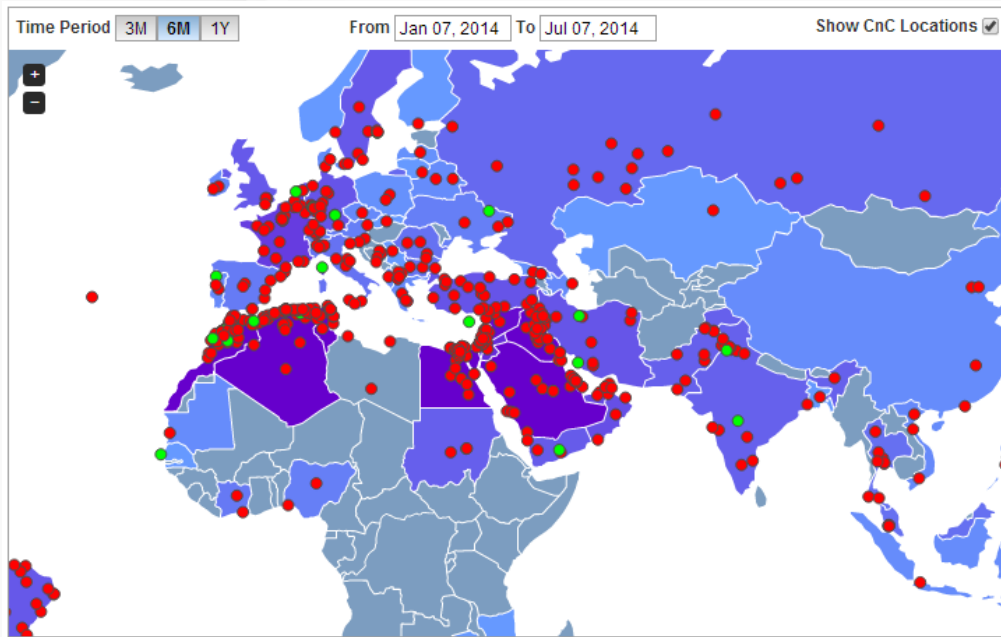 Time Period 3M 6M 1Y From Jan 07, 2014 To Jul 07, 2014 Show CnC Locations
+
−